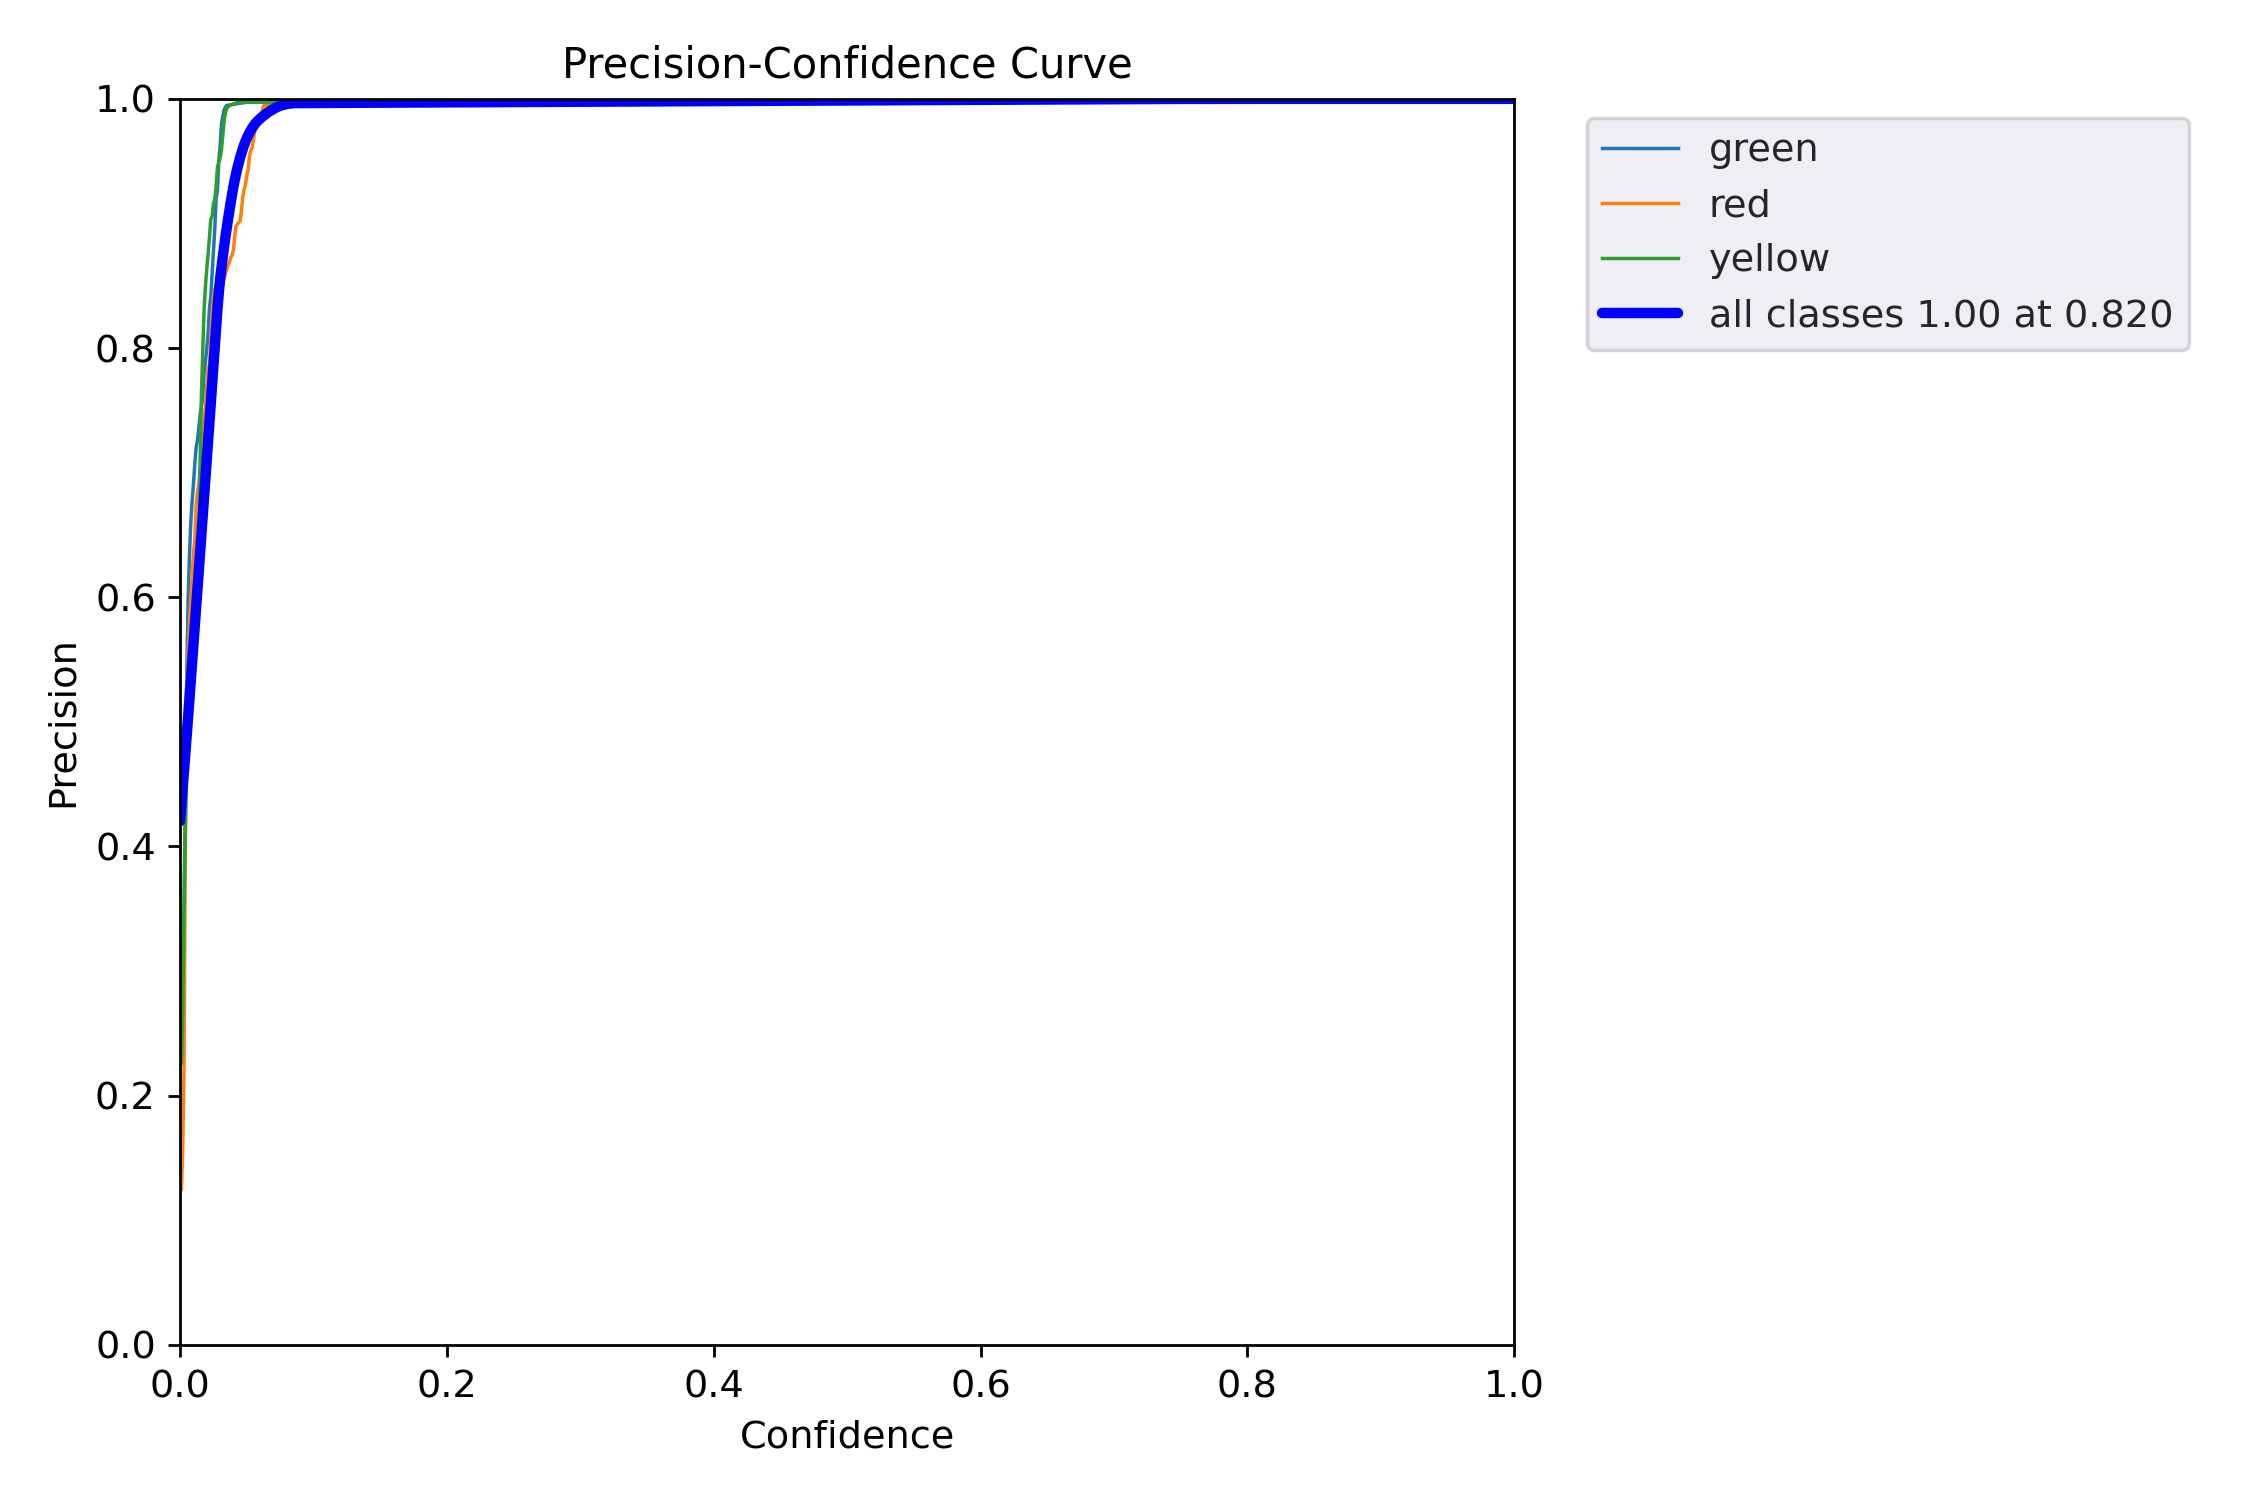 Precision-Confidence Curve
1.0
0.8
0.6
0.4
0.2
0.0
Precision
0.0 0.2 0.4 0.6 0.8 1.0
Confidence
green
red
yellow
all classes 1.00 at 0.820